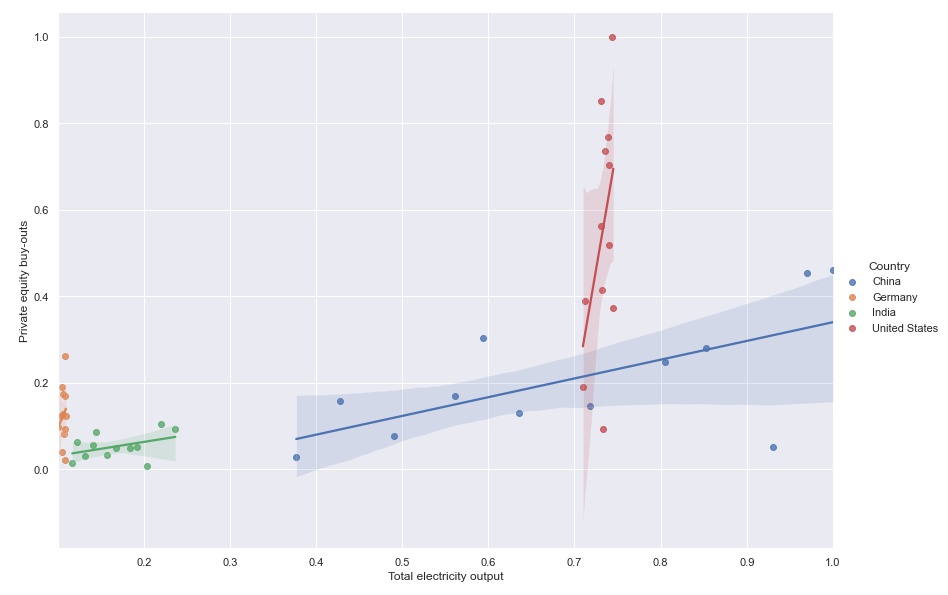 1.0
0.8
0.6
0.4
0.2
0.0
Private equity buy-outs
0.2 0.3 0.4 0.5 0.6 0.7 0.8 0.9 1.0
Total electricity output
Country
China
Germany
India
United States